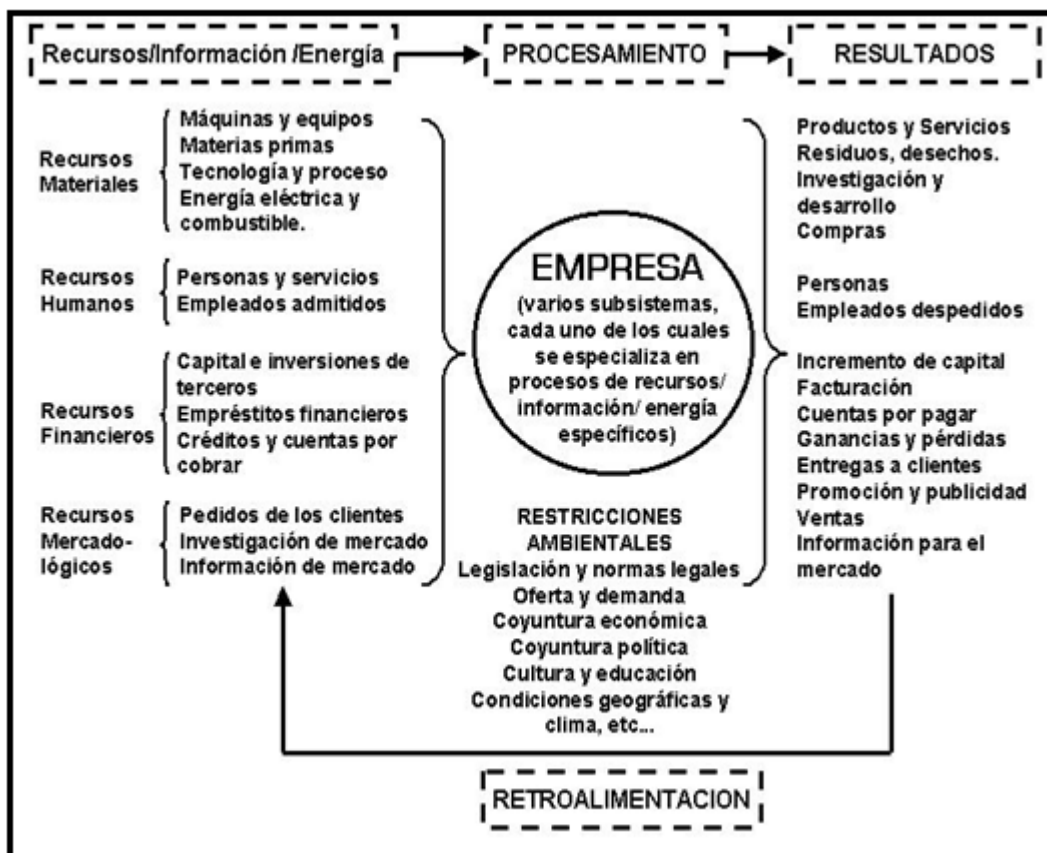 Recursos/Información /Energía
PROCESAMIENTO
RESULTADOS
Recursos
Materiales
Máquinas y equipos
Materias primas
Tecnología y proceso
Energía eléctrica y
combustible.
Recursos
Humanos
Personas y servicios
Empleados admitidos
Recursos
Financieros
Capital e inversiones de
terceros
Empréstitos financieros
Créditos y cuentas por
cobrar
Recursos
Mercado-
lógicos
Pedidos de los clientes
Investigación de mercado
Información de mercado
EMPRESA
(varios subsistemas,
cada uno de los cuales
se especializa en
procesos de recursos/
información/ energía
específicos)
RESTRICCIONES
AMBIENTALES
Legislación y normas legales
Oferta y demanda
Coyuntura económica
Coyuntura política
Cultura y educación
Condiciones geográficas y
clima, etc...
Productos y Servicios
Residuos, desechos.
Investigación y
desarrollo
Compras
Personas
Empleados despedidos
Incremento de capital
Facturación
Cuentas por pagar
Ganancias y pérdidas
Entregas a clientes
Promoción y publicidad
Ventas
Información para el
mercado
RETROALIMENTACION